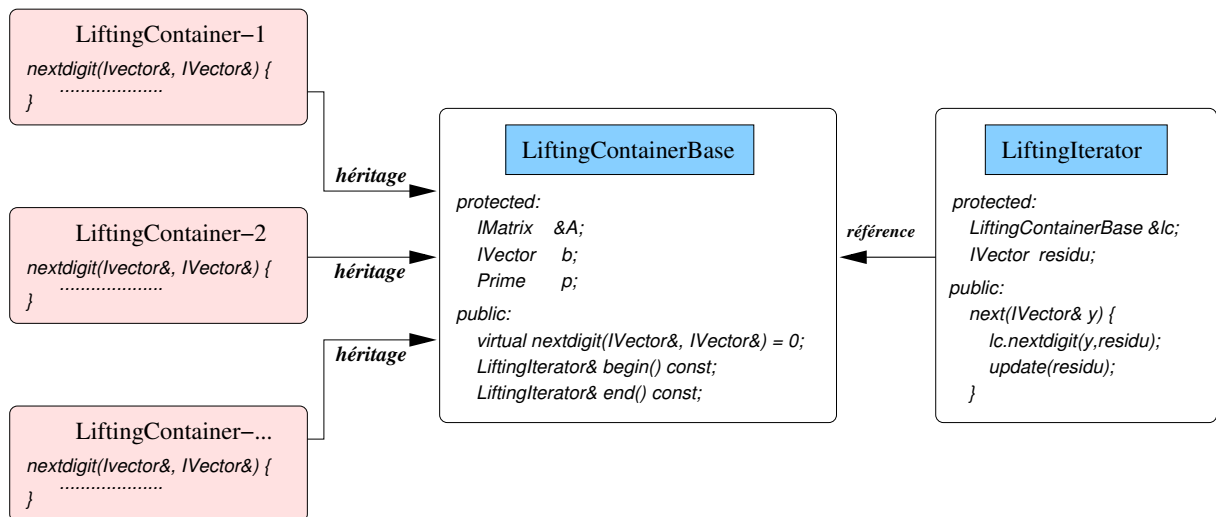 LiftingContainer−1
nextdigit(Ivector&, IVector&) {
.....................
}
héritage
LiftingContainer−2
nextdigit(IVector&, IVector&) {
.....................
}
héritage
LiftingContainer−...
nextdigit(Ivector&, IVector&) {
.....................
}
héritage
LiftingContainerBase
protected:
IMatrix &A;
IVector b;
Prime p;
public:
virtual nextdigit(IVector&, IVector&) = 0;
LiftingIterator& begin() const;
LiftingIterator& end() const;
référence
LiftingIterator
protected:
LiftingContainerBase &lc;
IVector residu;
public:
next(IVector& y) {
lc.nextdigit(y,residu);
update(residu);
}